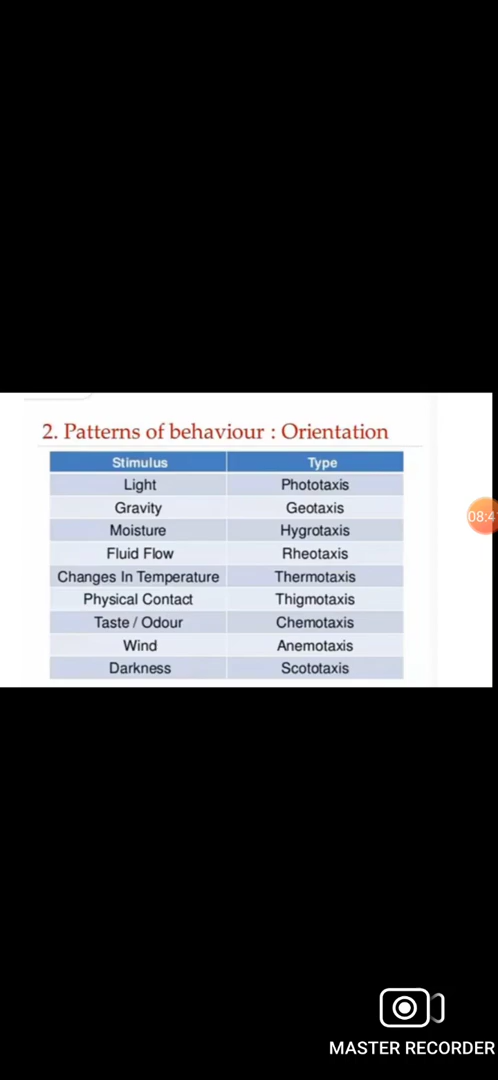 2. Patterns of behaviour : Orientation
Stimulus Type
Light Phototaxis
Gravity Geotaxis
Moisture Hygrotaxis
Fluid Flow Rheotaxis
Changes In Temperature Thermotaxis
Physical Contact Thigmotaxis
Taste / Odour Chemotaxis
Wind Anemotaxis
Darkness Scototaxis
MASTER RECORDER